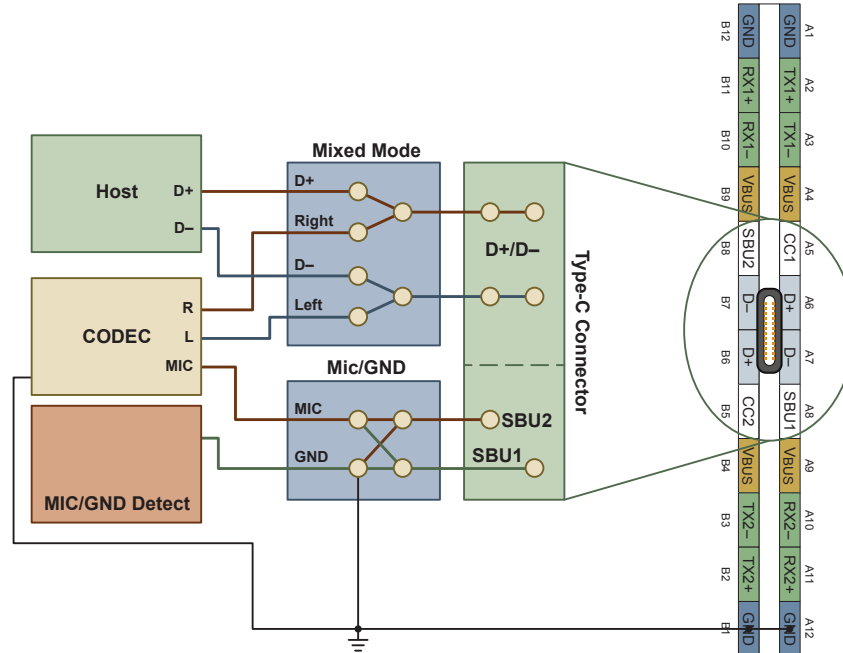 Host
D+
D–
CODEC
R
L
MIC
MIC/GND Detect
Mixed Mode
D+
Right
D–
Left
Mic/GND
MIC
GND
D+/D–
SBU2
SBU1
Type-C Connector
B12
GND
GND
A1
B11
RX1+
TX1+
A2
B10
RX1–
TX1–
A3
B9
VBUS
VBUS
A4
B8
SBU2
CC1
A5
B7
D–
D+
A6
B6
D+
D–
A7
B5
CC2
SBU1
A8
B4
VBUS
VBUS
A9
B3
TX2–
RX2–
A10
B2
TX2+
RX2+
A11
B1
GND
GND
A12